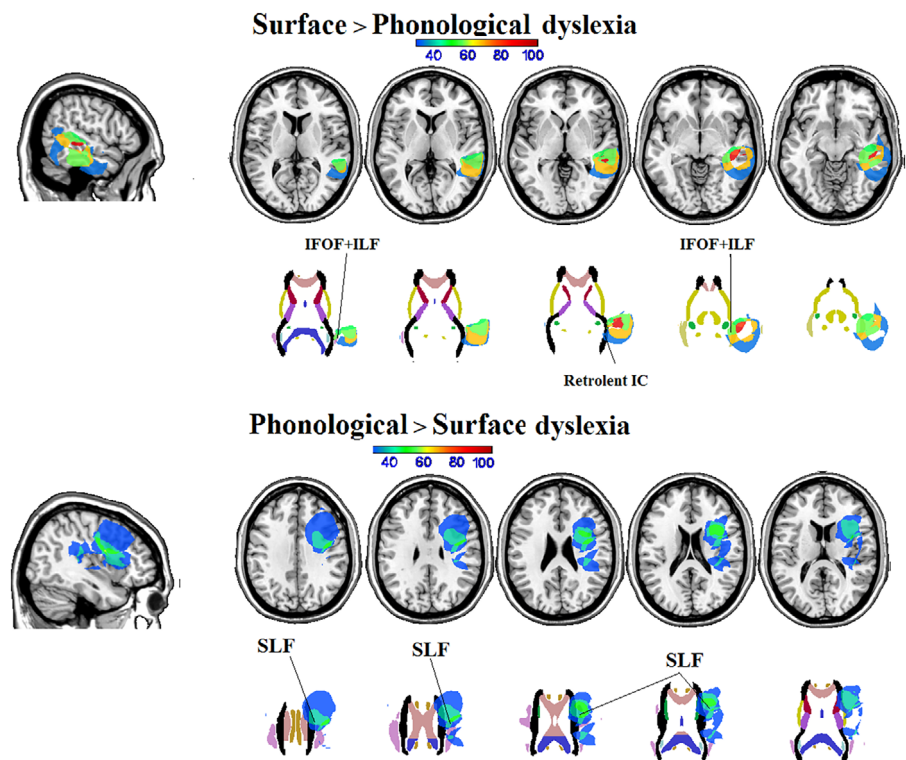 Surface > Phonological dyslexia
40 60 80 100
IFOF+ILF
IFOF+ILF
Retrolent IC
Phonological > Surface dyslexia
40 60 80 100
SLF
SLF
SLF